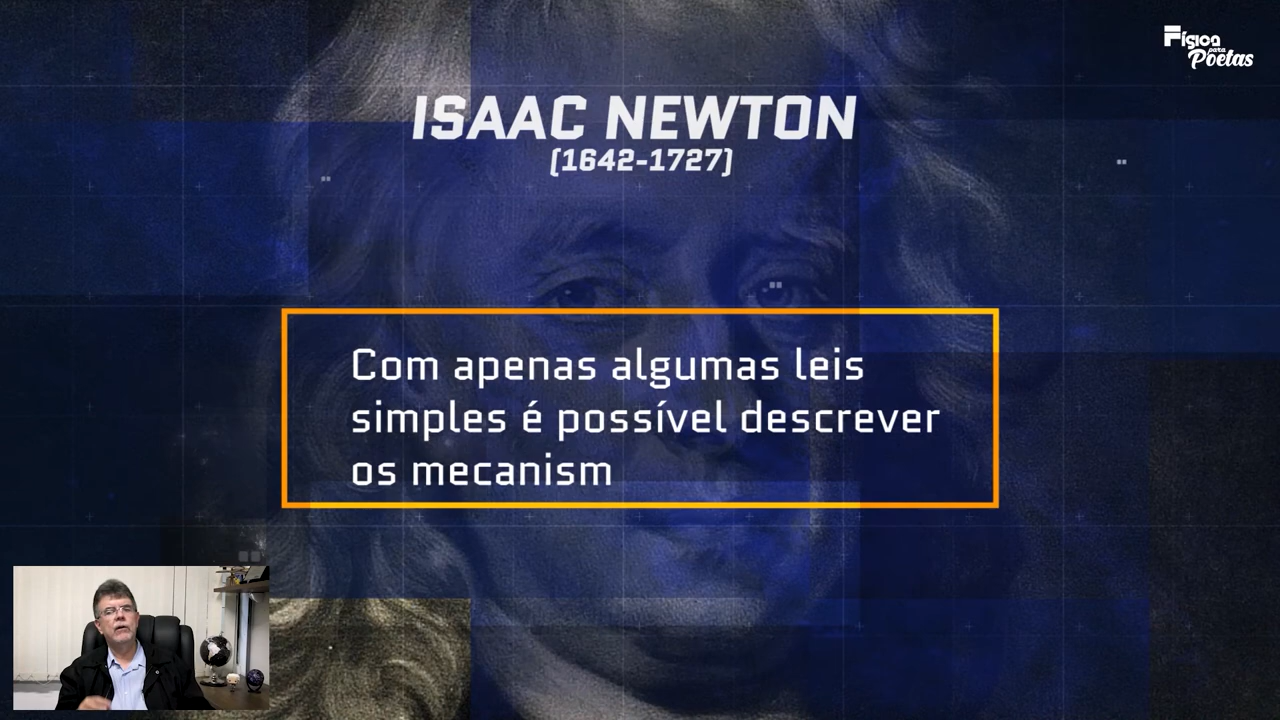 Física
para
Poetas
ISAAC NEWTON
(1642-1727)
Com apenas algumas leis
simples é possível descrever
os mecanism